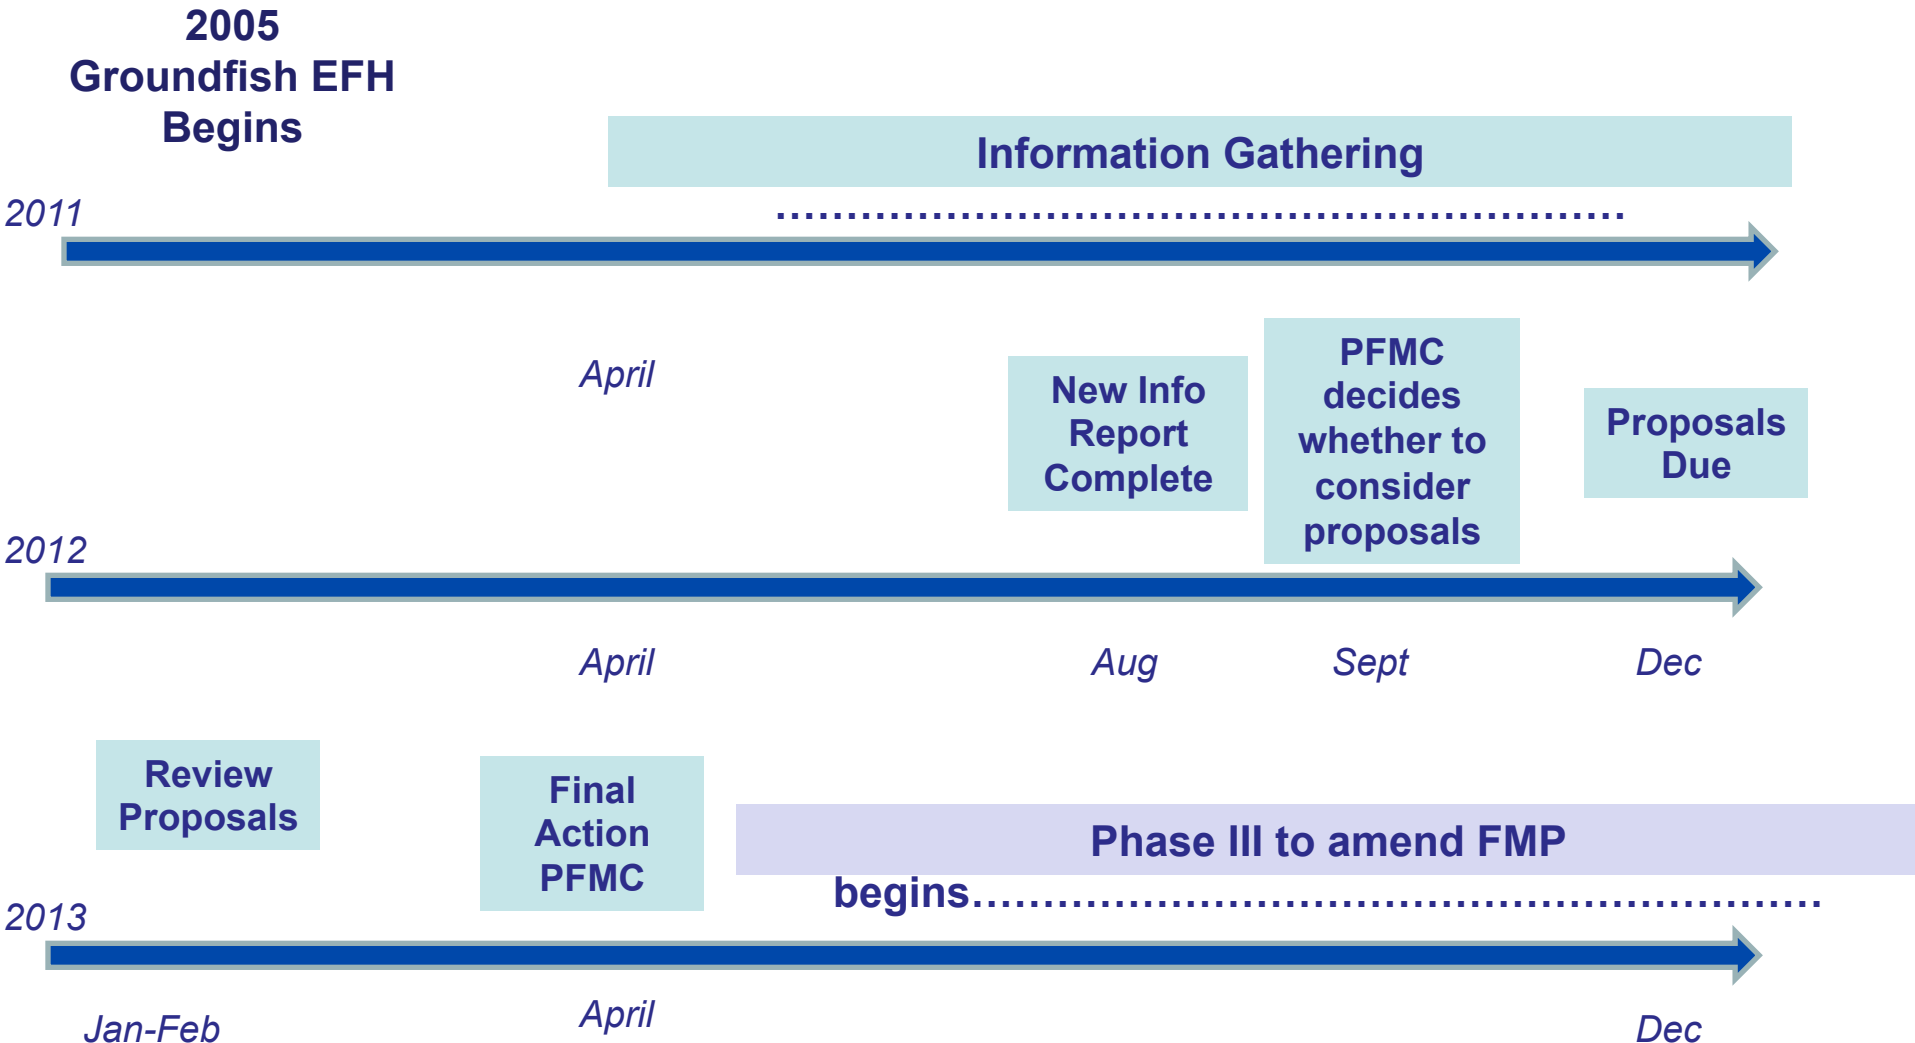 2005
Groundfish EFH
Begins
Information Gathering
2011
............................................................
April
New Info
Report
Complete
PFMC
decides
whether to
consider
proposals
Proposals
Due
2012
April
Aug
Sept
Dec
Review
Proposals
Final
Action
PFMC
Phase III to amend FMP
begins............................................................
2013
Jan-Feb
April
Dec